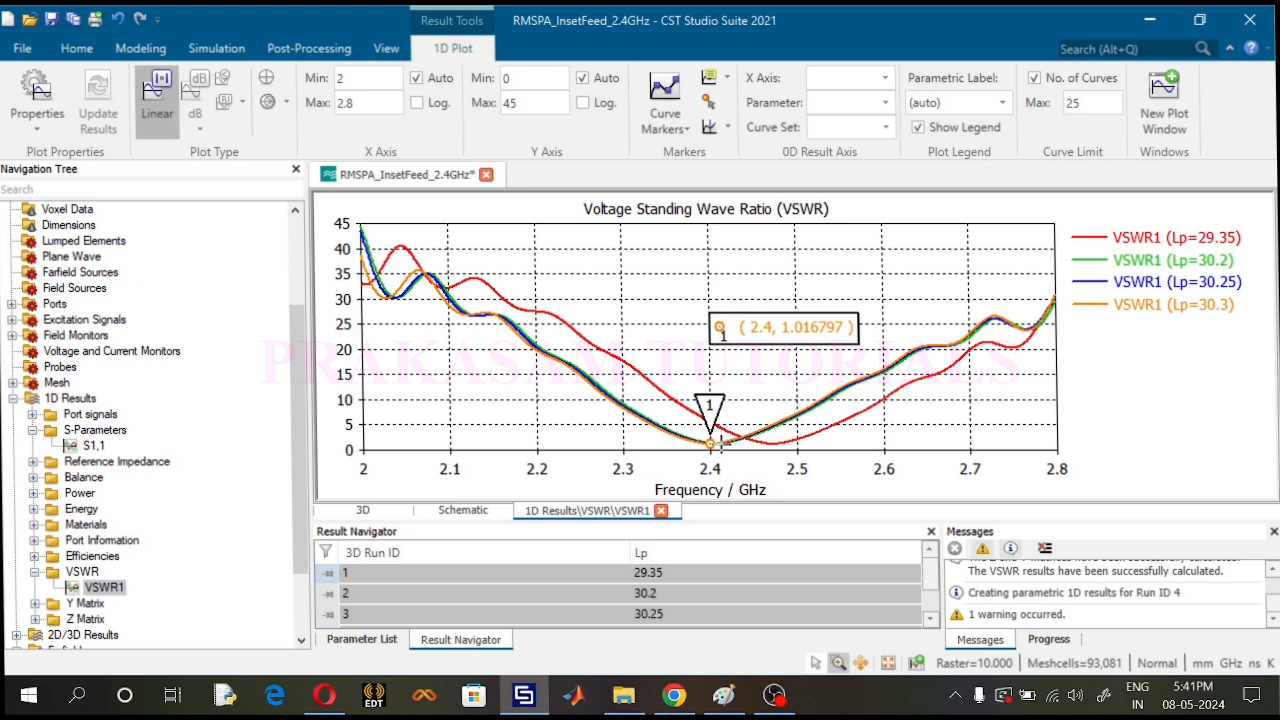 Result Tools
RMSPA_InsetFeed_2.4GHz - CST Studio Suite 2021
File Home Modeling Simulation Post-Processing View 1D Plot Search (Alt+Q)
Min: 2 Auto Min: 0 Auto X Axis: Parametric Label: No. of Curves
Properties Update Results Linear dB Max: 2.8 Log. Max: 45 Log. Curve Markers Parameter: (auto) Max: 25 New Plot Window
Curve Set: Show Legend
Plot Properties Plot Type X Axis Y Axis Markers 0D Result Axis Plot Legend Curve Limit Windows
Navigation Tree
Search
Voxel Data
Dimensions
Lumped Elements
Plane Wave
Farfield Sources
Field Sources
Ports
Excitation Signals
Field Monitors
Voltage and Current Monitors
Probes
Mesh
1D Results
Port signals
S-Parameters
S1,1
Reference Impedance
Balance
Power
Energy
Materials
Port Information
Efficiencies
VSWR
VSWR1
Y Matrix
Z Matrix
2D/3D Results
RMSPA_InsetFeed_2.4GHz*
Voltage Standing Wave Ratio (VSWR)
45
40
35
30
25
20
15
10
5
0
2 2.1 2.2 2.3 2.4 2.5 2.6 2.7 2.8
Frequency / GHz
1 ( 2.4, 1.016797 )
1
PRAKASAM TUTORIALS
VSWR1 (Lp=29.35)
VSWR1 (Lp=30.2)
VSWR1 (Lp=30.25)
VSWR1 (Lp=30.3)
3D Schematic 1D Results\VSWR\VSWR1
Result Navigator
3D Run ID Lp
1 29.35
2 30.2
3 30.25
Parameter List Result Navigator
Messages
The VSWR results have been successfully calculated.
Creating parametric 1D results for Run ID 4
1 warning occurred.
Messages Progress
Raster=10.000 Meshcells=93,081 Normal mm GHz ns K
EDT
ENG
IN
5:41PM
08-05-2024